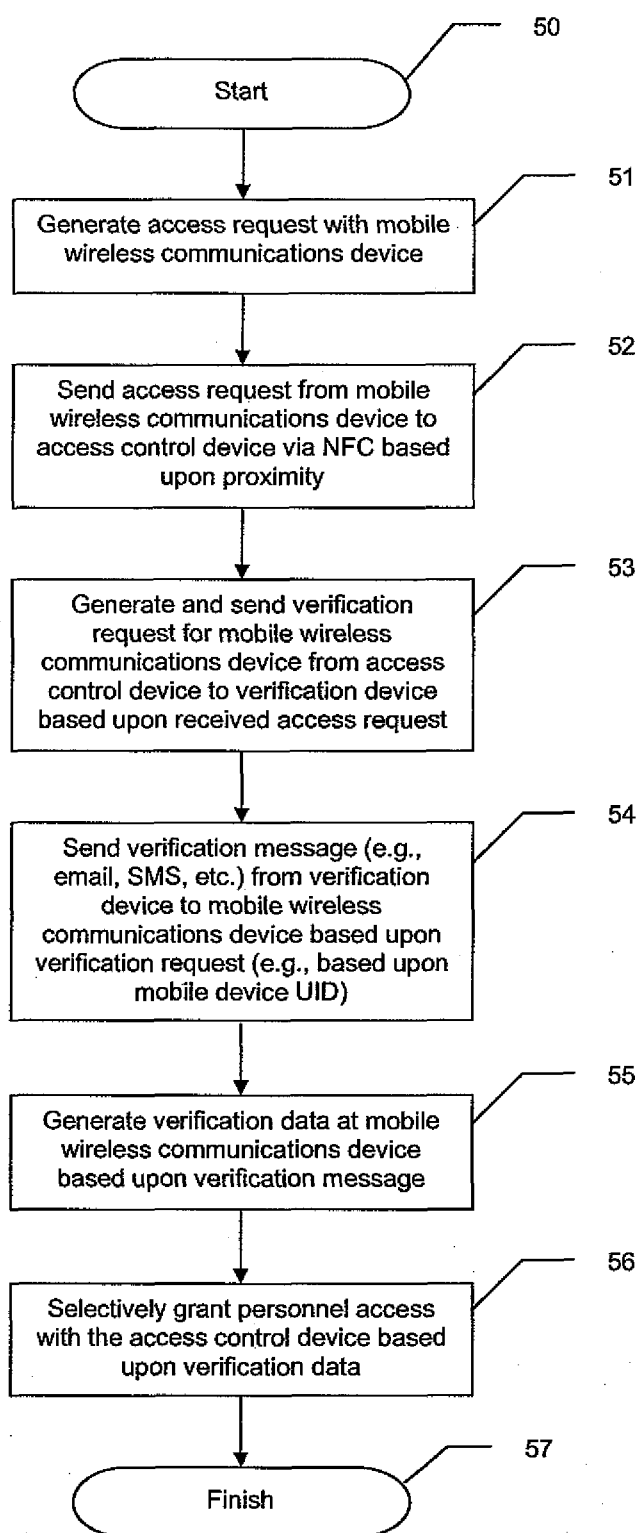 50
Start
51
Generate access request with mobile
wireless communications device
52
Send access request from mobile
wireless communications device to
access control device via NFC based
upon proximity
53
Generate and send verification
request for mobile wireless
communications device from access
control device to verification device
based upon received access request
54
Send verification message (e.g.,
email, SMS, etc.) from verification
device to mobile wireless
communications device based upon
verification request (e.g., based upon
mobile device UID)
55
Generate verification data at mobile
wireless communications device
based upon verification message
56
Selectively grant personnel access
with the access control device based
upon verification data
57
Finish